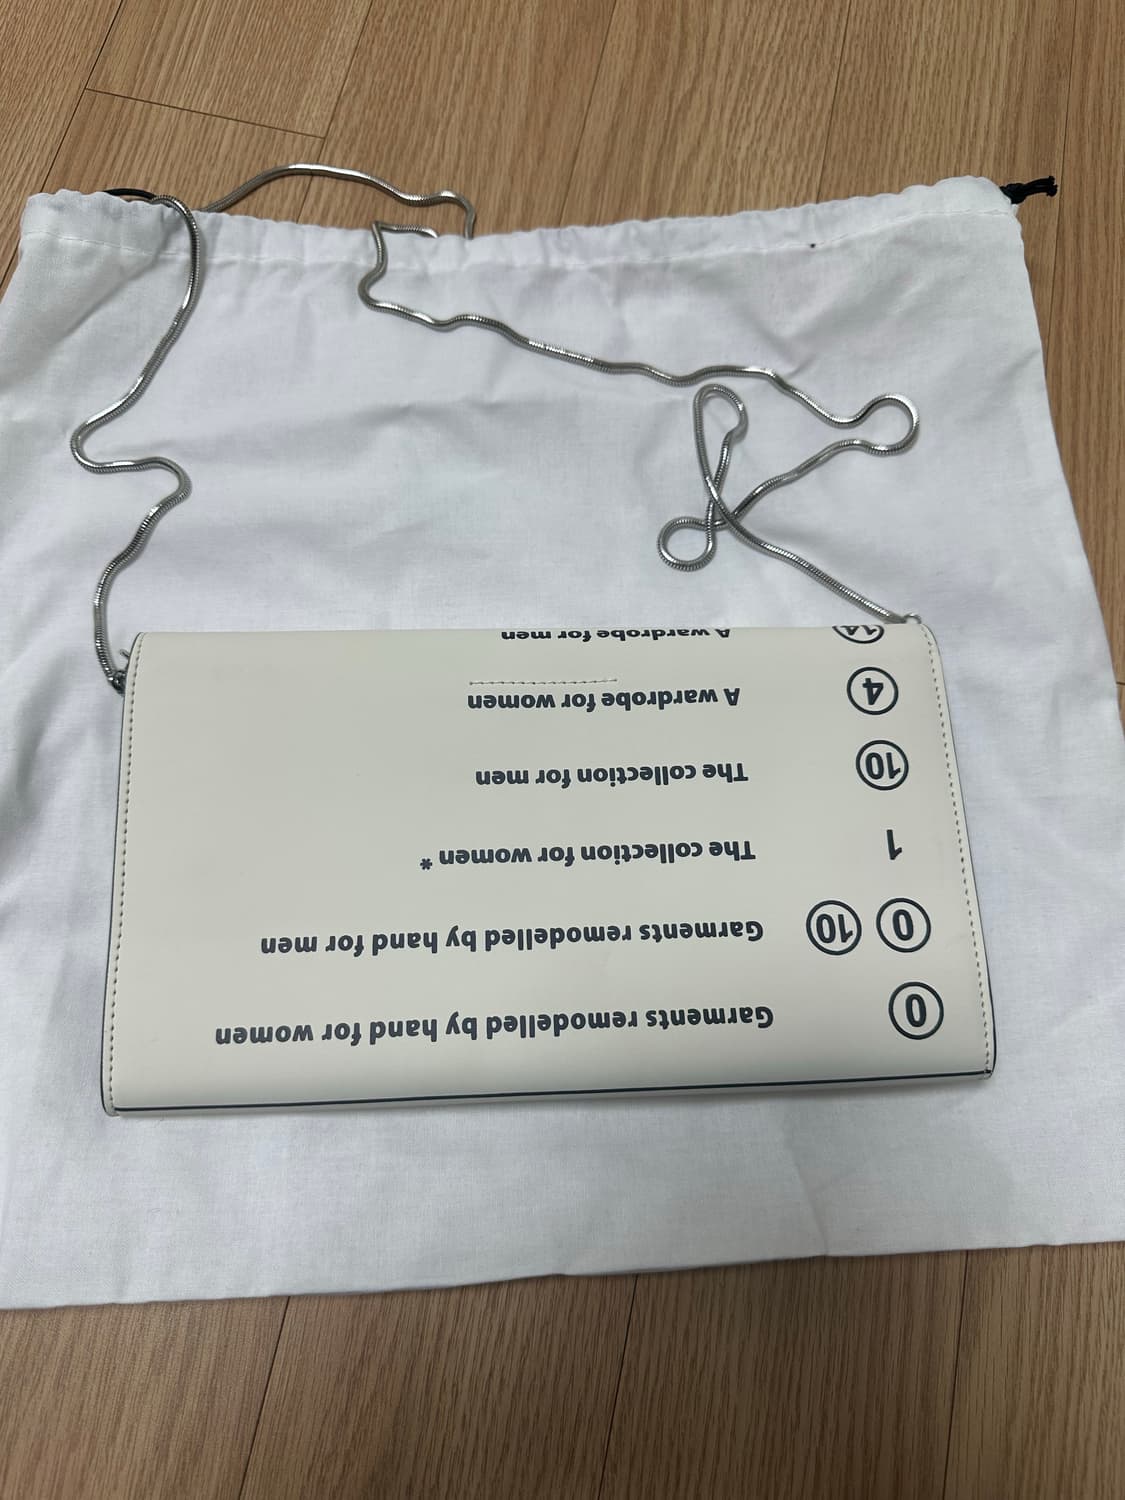 0 Garments remodelled by hand for women
0 10 Garments remodelled by hand for men
1 The collection for women *
10 The collection for men
4 A wardrobe for women
14 A wardrobe for men